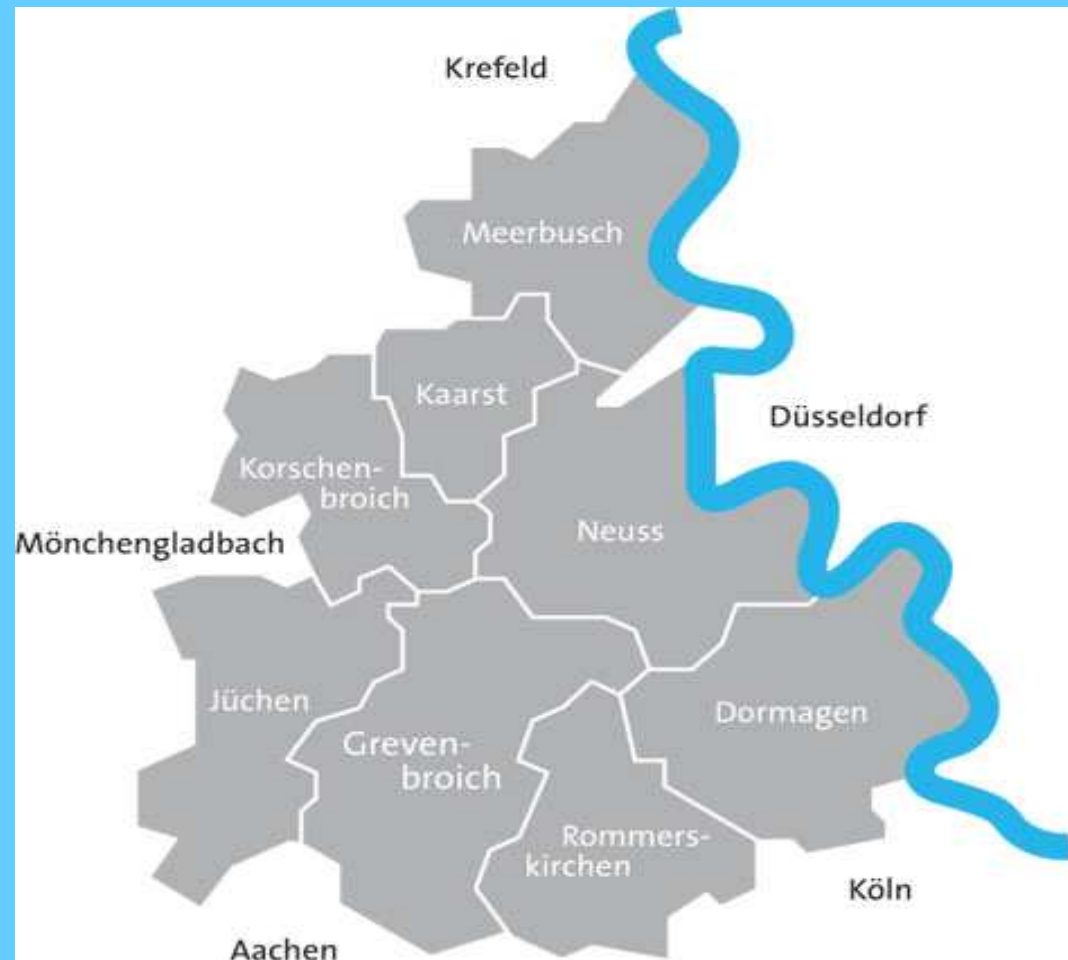 Krefeld
Meerbusch
Kaarst
Düsseldorf
Korschen-
broich
Neuss
Mönchengladbach
Jüchen
Dormagen
Greven-
broich
Rommers-
kirchen
Köln
Aachen